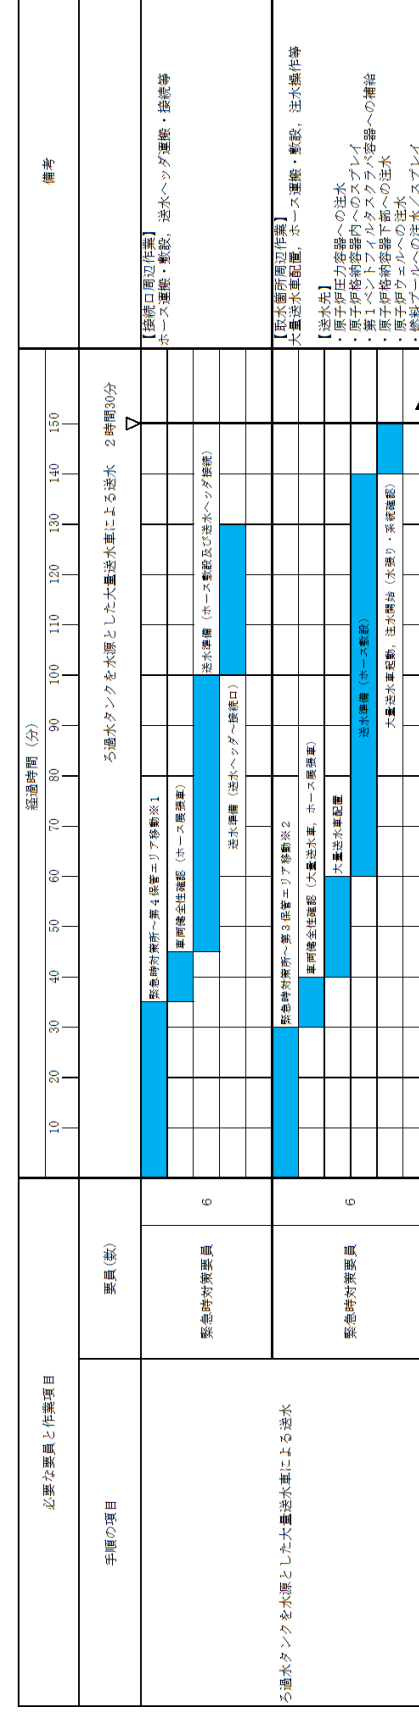 必要な要員と作業項目
経過時間（分）
備考
手順の項目
要員(数)
10 20 30 40 50 60 70 80 90 100 110 120 130 140 150
ろ過水タンクを水源とした大量送水車による送水　２時間30分
▽
ろ過水タンクを水源とした大量送水車による送水
緊急時対策要員
6
緊急時対策所～第４保管エリア移動※１
車両健全性確認（ホース展張車）
送水準備（ホース敷設及び送水ヘッダ接続）
送水準備（送水ヘッダ～接続口）
【接続口周辺作業】
ホース運搬・敷設，送水ヘッダ運搬・接続等
緊急時対策要員
6
緊急時対策所～第３保管エリア移動※２
車両健全性確認（大量送水車，ホース展張車）
大量送水車配置
送水準備（ホース敷設）
大量送水車起動，注水開始（水張り・系統確認）
【取水箇所周辺作業】
大量送水車配置，ホース運搬・敷設，注水操作等
【送水先】
・原子炉圧力容器への注水
・原子炉格納容器内へのスプレイ
・第１ベントフィルタスクラバ容器への補給
・原子炉格納容器下部への注水
・原子炉ウェルへの注水
・燃料プールへの注水／スプレイ